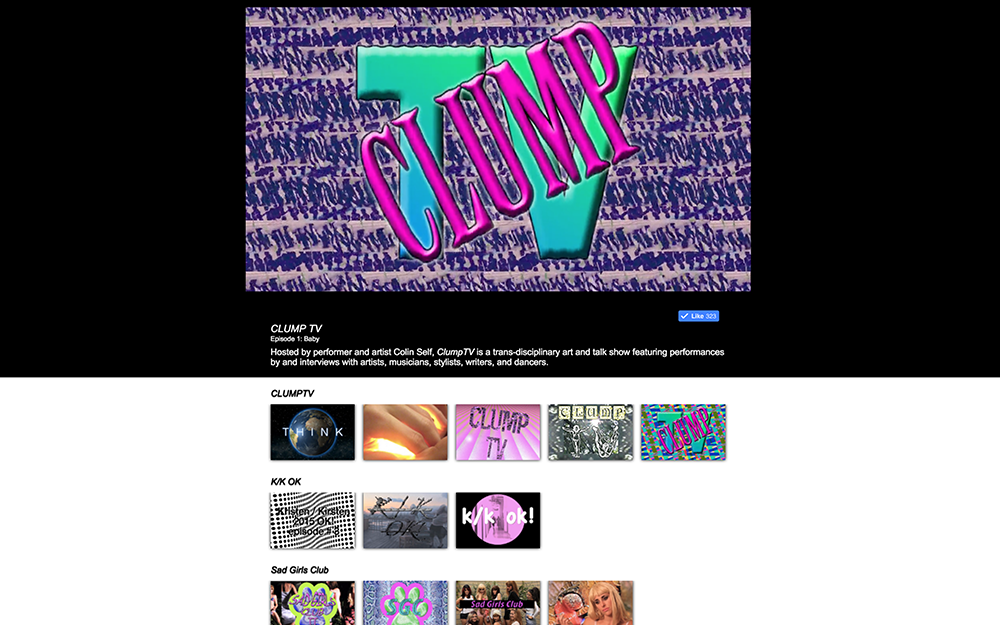 TV
CLUMP
Like 323
CLUMP TV
Episode 1: Baby
Hosted by performer and artist Colin Self, ClumpTV is a trans-disciplinary art and talk show featuring performances
by and interviews with artists, musicians, stylists, writers, and dancers.
CLUMPTV
THINK
CLUMP
TV
CLUMP
TV
CLUMP
K/K OK
Kristen / Kirsten
2015 OK!
episode # 3
K/K
OK!
k/k ok!
Sad Girls Club
SGC
Sad Girls Club